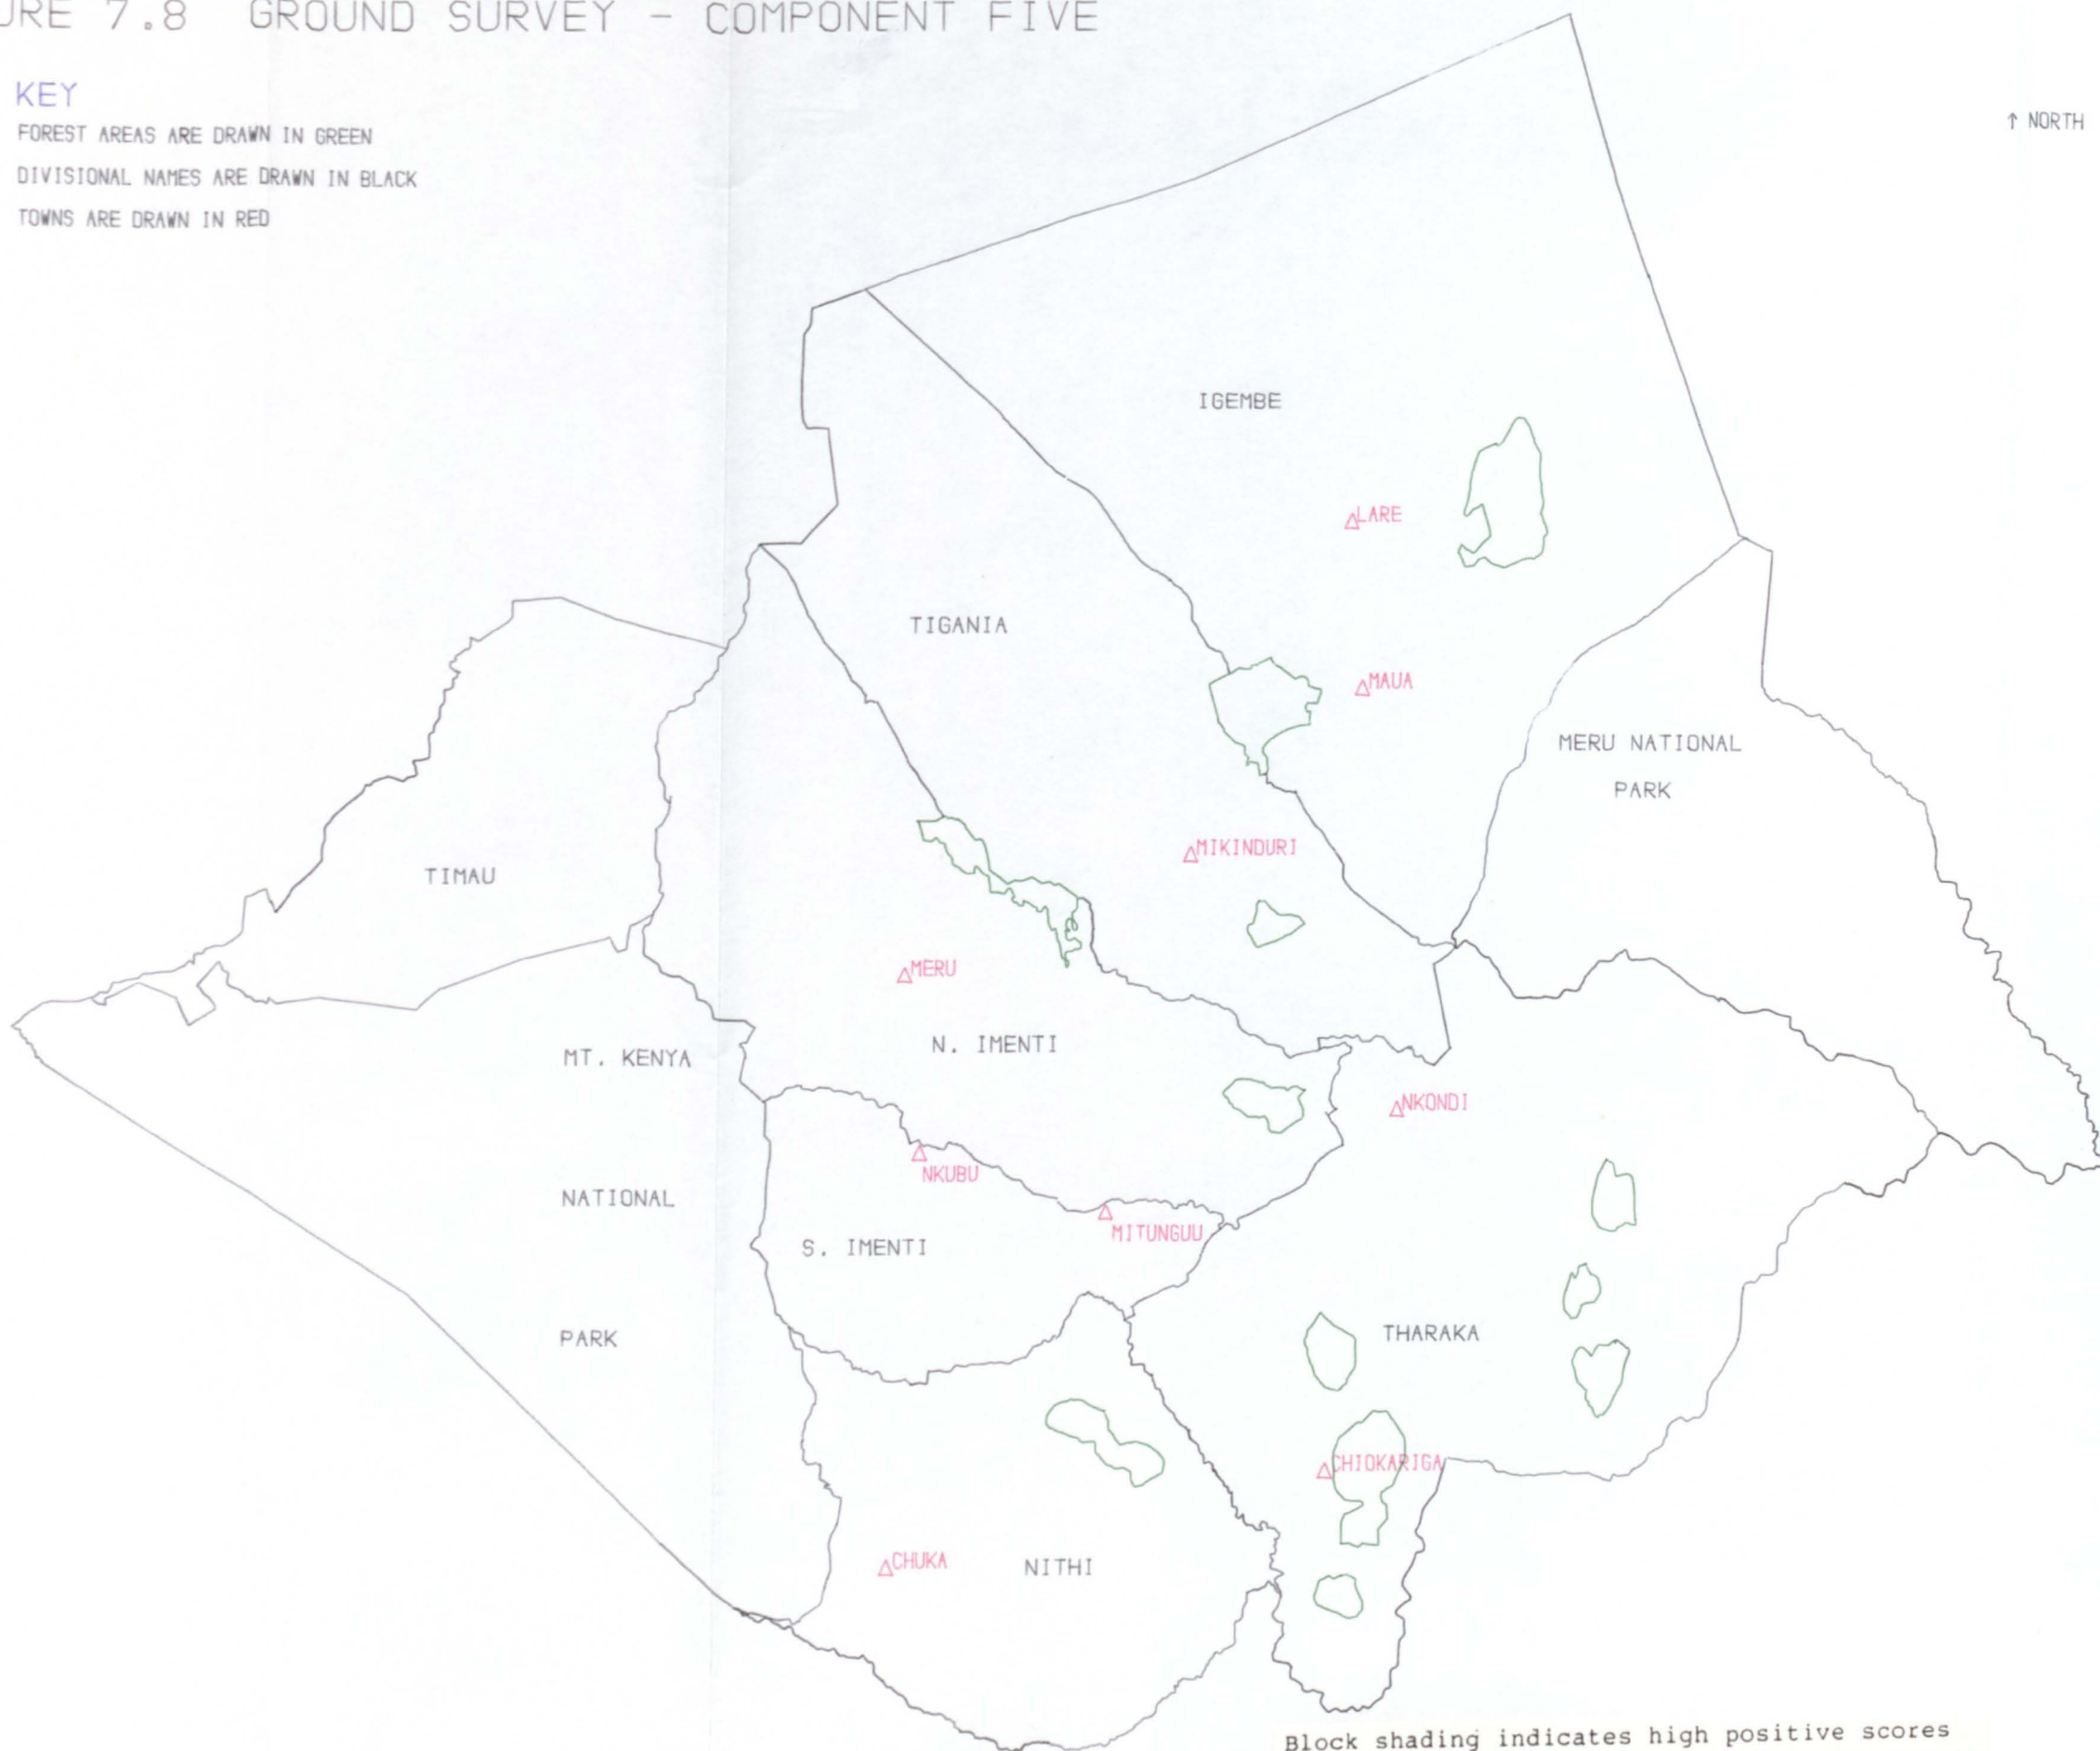 URE 7.8 GROUND SURVEY - COMPONENT FIVE
KEY
FOREST AREAS ARE DRAWN IN GREEN
DIVISIONAL NAMES ARE DRAWN IN BLACK
TOWNS ARE DRAWN IN RED
↑ NORTH
IGEMBE
LARE
TIGANIA
MAUA
MERU NATIONAL
PARK
MIKINDURI
TIMAU
MERU
N. IMENTI
MT. KENYA
NKONDI
NKUBU
NATIONAL
MITUNGUU
S. IMENTI
THARAKA
PARK
CHIOKARIGA
CHUKA
NITHI
Block shading indicates high positive scores